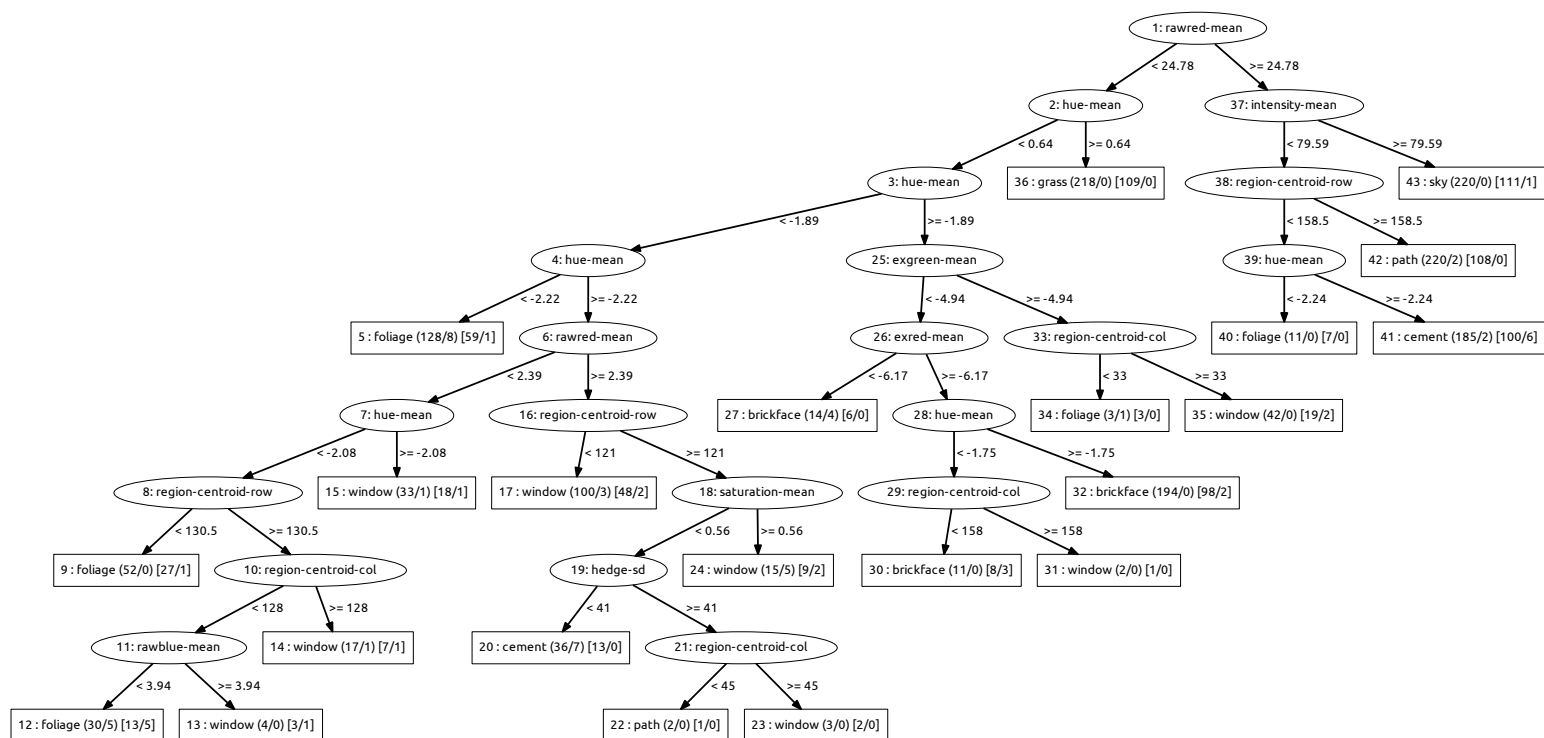 1: rawred-mean
< 24.78
>= 24.78
2: hue-mean
37: intensity-mean
< 0.64
>= 0.64
< 79.59
>= 79.59
3: hue-mean
36 : grass (218/0) [109/0]
38: region-centroid-row
43 : sky (220/0) [111/1]
< -1.89
>= -1.89
< 158.5
>= 158.5
4: hue-mean
25: exgreen-mean
39: hue-mean
42 : path (220/2) [108/0]
< -2.22
>= -2.22
< -4.94
>= -4.94
< -2.24
>= -2.24
5 : foliage (128/8) [59/1]
6: rawred-mean
26: exred-mean
33: region-centroid-col
40 : foliage (11/0) [7/0]
41 : cement (185/2) [100/6]
< 2.39
>= 2.39
< -6.17
>= -6.17
< 33
>= 33
7: hue-mean
16: region-centroid-row
27 : brickface (14/4) [6/0]
28: hue-mean
34 : foliage (3/1) [3/0]
35 : window (42/0) [19/2]
< -2.08
>= -2.08
< 121
>= 121
< -1.75
>= -1.75
8: region-centroid-row
15 : window (33/1) [18/1]
17 : window (100/3) [48/2]
18: saturation-mean
29: region-centroid-col
32 : brickface (194/0) [98/2]
< 130.5
>= 130.5
< 0.56
>= 0.56
< 158
>= 158
9 : foliage (52/0) [27/1]
10: region-centroid-col
19: hedge-sd
24 : window (15/5) [9/2]
30 : brickface (11/0) [8/3]
31 : window (2/0) [1/0]
< 128
>= 128
< 41
>= 41
11: rawblue-mean
14 : window (17/1) [7/1]
20 : cement (36/7) [13/0]
21: region-centroid-col
< 3.94
>= 3.94
< 45
>= 45
12 : foliage (30/5) [13/5]
13 : window (4/0) [3/1]
22 : path (2/0) [1/0]
23 : window (3/0) [2/0]